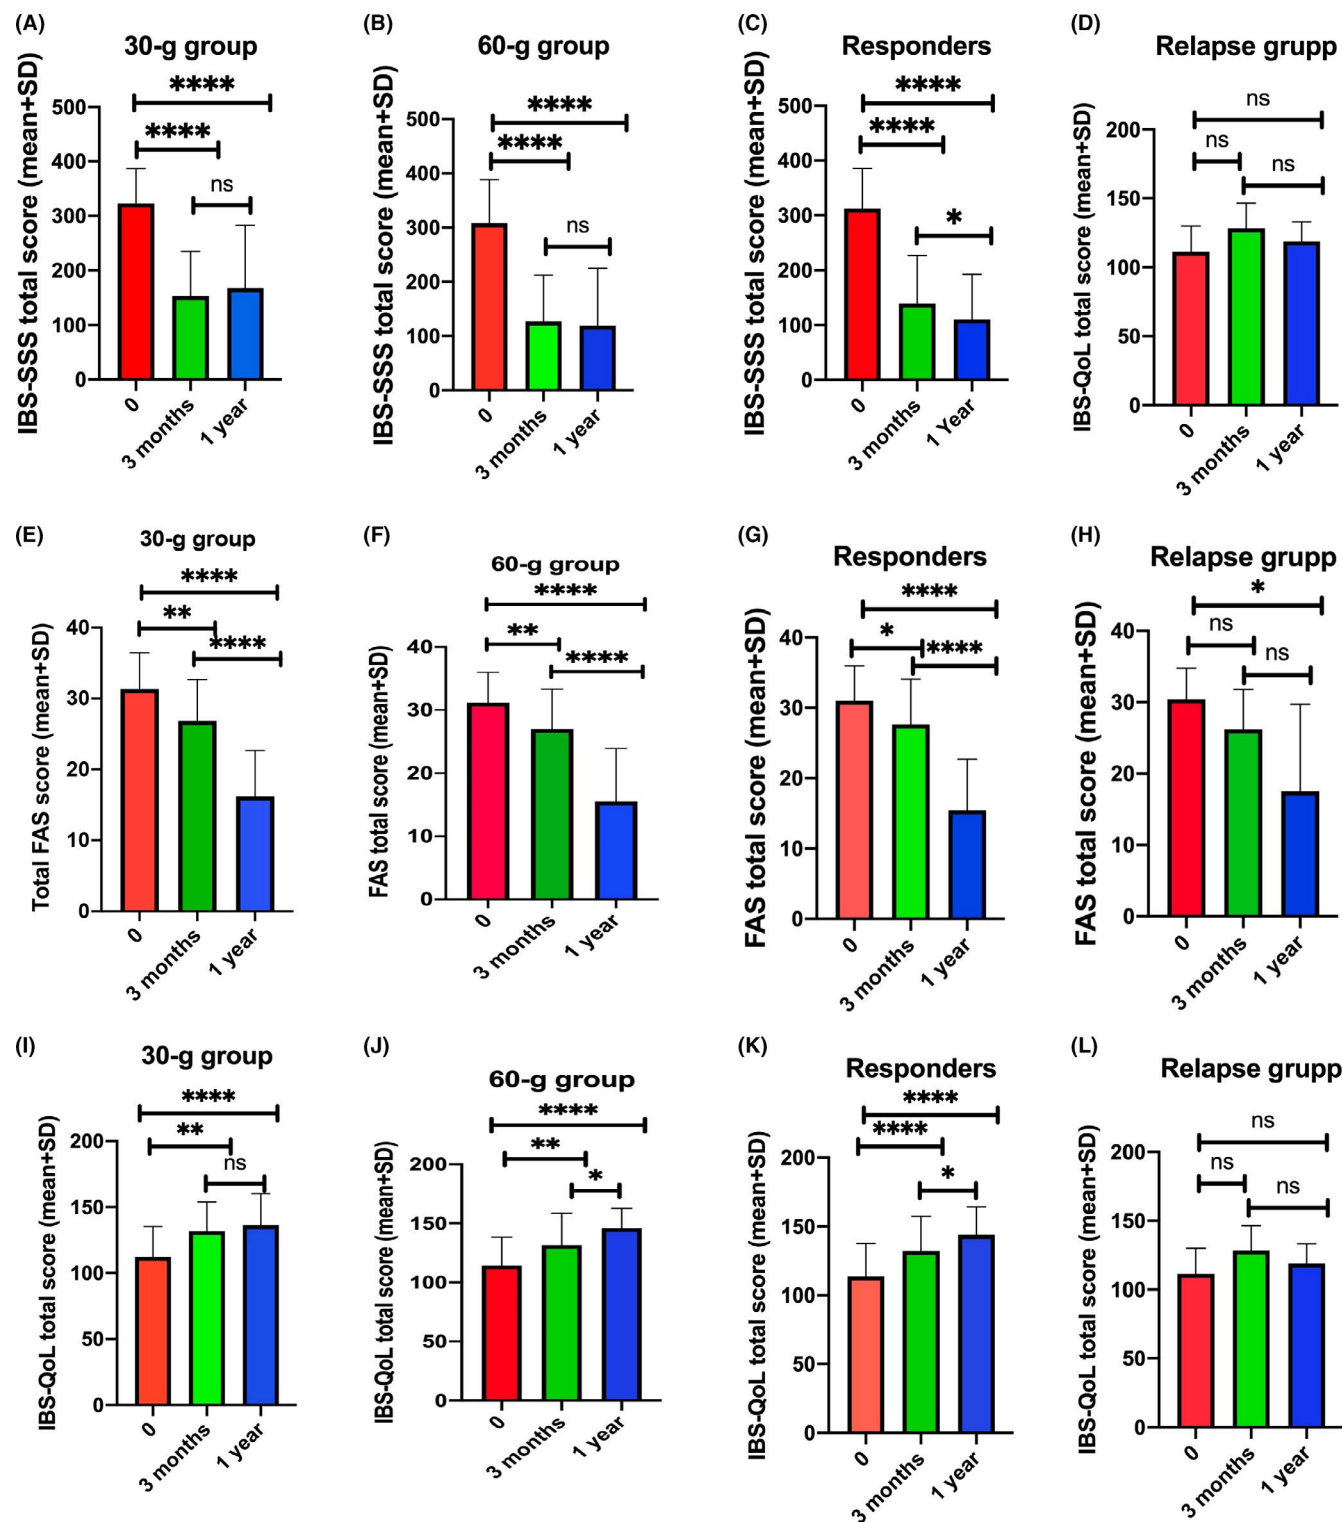 (A)
30-g group
IBS-SSS total score (mean+SD)
****
****
ns
500
400
300
200
100
0
0
3 months
1 year
(B)
60-g group
IBS-SSS total score (mean+SD)
****
****
ns
500
400
300
200
100
0
0
3 months
1 year
(C)
Responders
IBS-SSS total score (mean+SD)
****
****
*
500
400
300
200
100
0
0
3 months
1 Year
(D)
Relapse grupp
IBS-QoL total score (mean+SD)
ns
ns
ns
200
150
100
50
0
0
3 months
1 year
(E)
30-g group
Total FAS score (mean+SD)
****
**
****
40
30
20
10
0
0
3 months
1 year
(F)
60-g group
FAS total score (mean+SD)
****
**
****
40
30
20
10
0
0
3 months
1 year
(G)
Responders
FAS total score (mean+SD)
****
*
****
40
30
20
10
0
0
3 months
1 year
(H)
Relapse grupp
FAS total score (mean+SD)
*
ns
ns
40
30
20
10
0
0
3 months
1 year
(I)
30-g group
IBS-QoL total score (mean+SD)
****
**
ns
200
150
100
50
0
0
3 months
1 year
(J)
60-g group
IBS-QoL total score (mean+SD)
****
**
*
200
150
100
50
0
0
3 months
1 year
(K)
Responders
IBS-QoL total score (mean+SD)
****
****
*
200
150
100
50
0
0
3 months
1 year
(L)
Relapse grupp
IBS-QoL total score (mean+SD)
ns
ns
ns
200
150
100
50
0
0
3 months
1 year